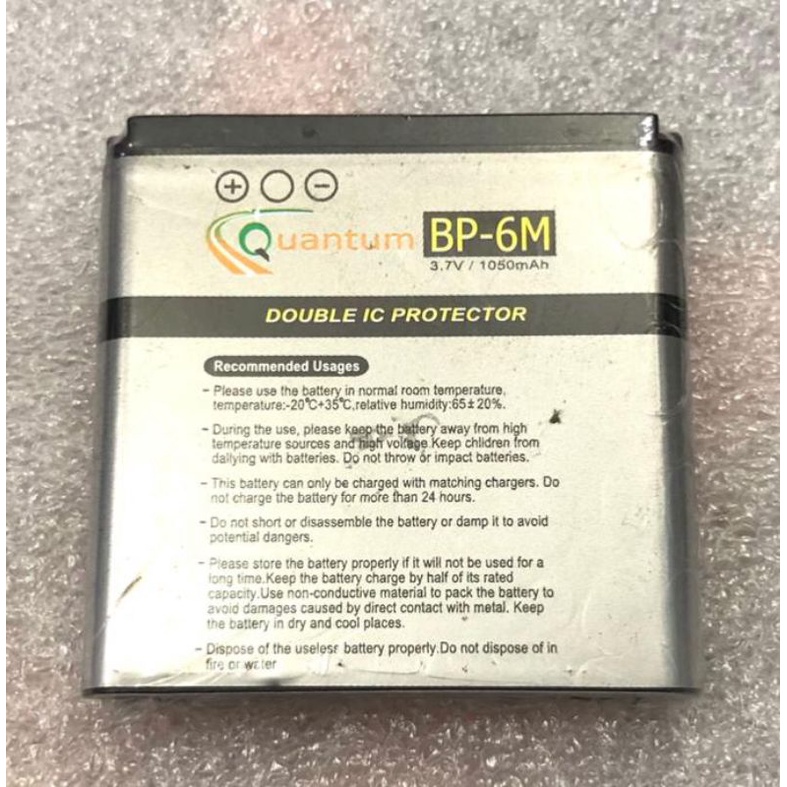 + −
Quantum BP-6M
3.7V / 1050mAh
DOUBLE IC PROTECTOR
Recommended Usages
- Please use the battery in normal room temperature,
temperature:-20℃+35℃,relative humidity:65±20%.
- During the use, please keep the battery away from high
temperature sources and high voltage.Keep children from
dallying with batteries. Do not throw or impact batteries.
- This battery can only be charged with matching chargers. Do
not charge the battery for more than 24 hours.
- Do not short or disassemble the battery or damp it to avoid
potential dangers.
- Please store the battery properly if it will not be used for a
long time.Keep the battery charge by half of its rated
capacity.Use non-conductive material to pack the battery to
avoid damages caused by direct contact with metal. Keep
the battery in dry and cool places.
- Dispose of the useless battery properly.Do not dispose of in
fire or water